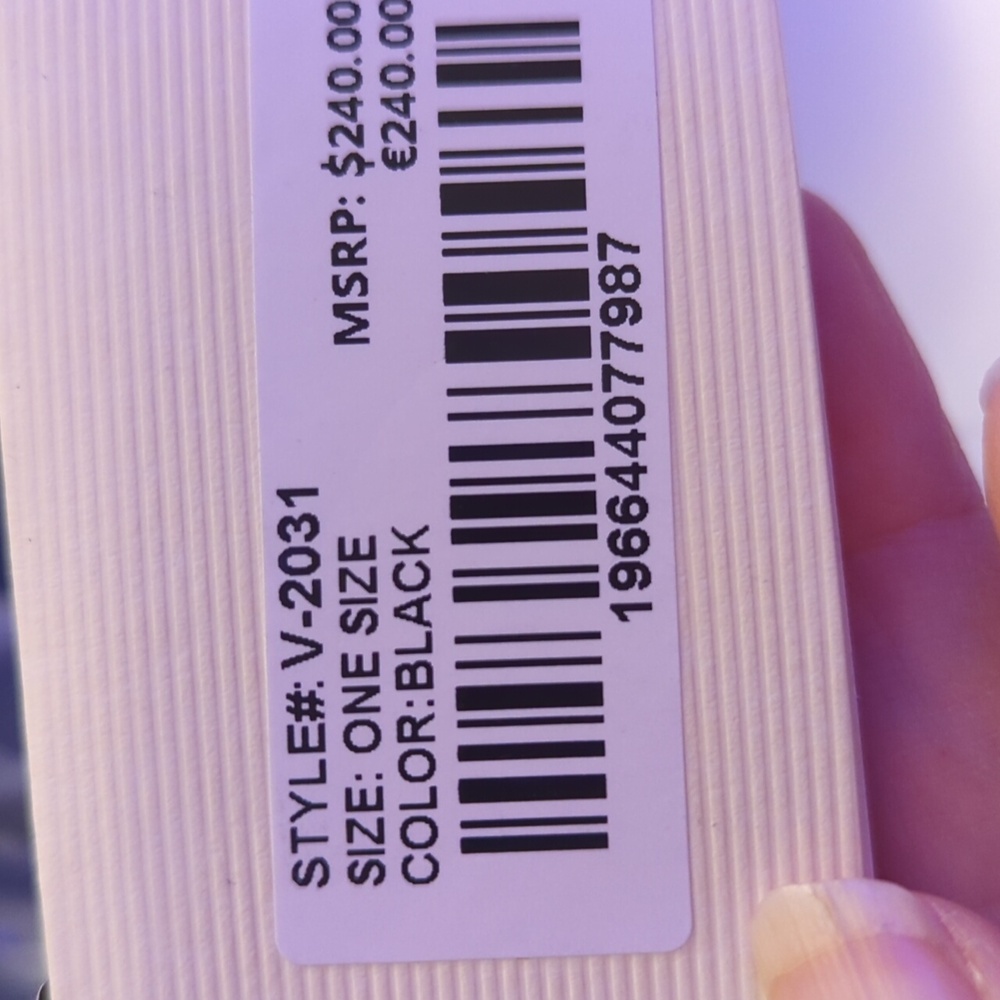 STYLE#: V-2031
SIZE: ONE SIZE
COLOR:BLACK
MSRP: $240.00
€240.00
196644077987